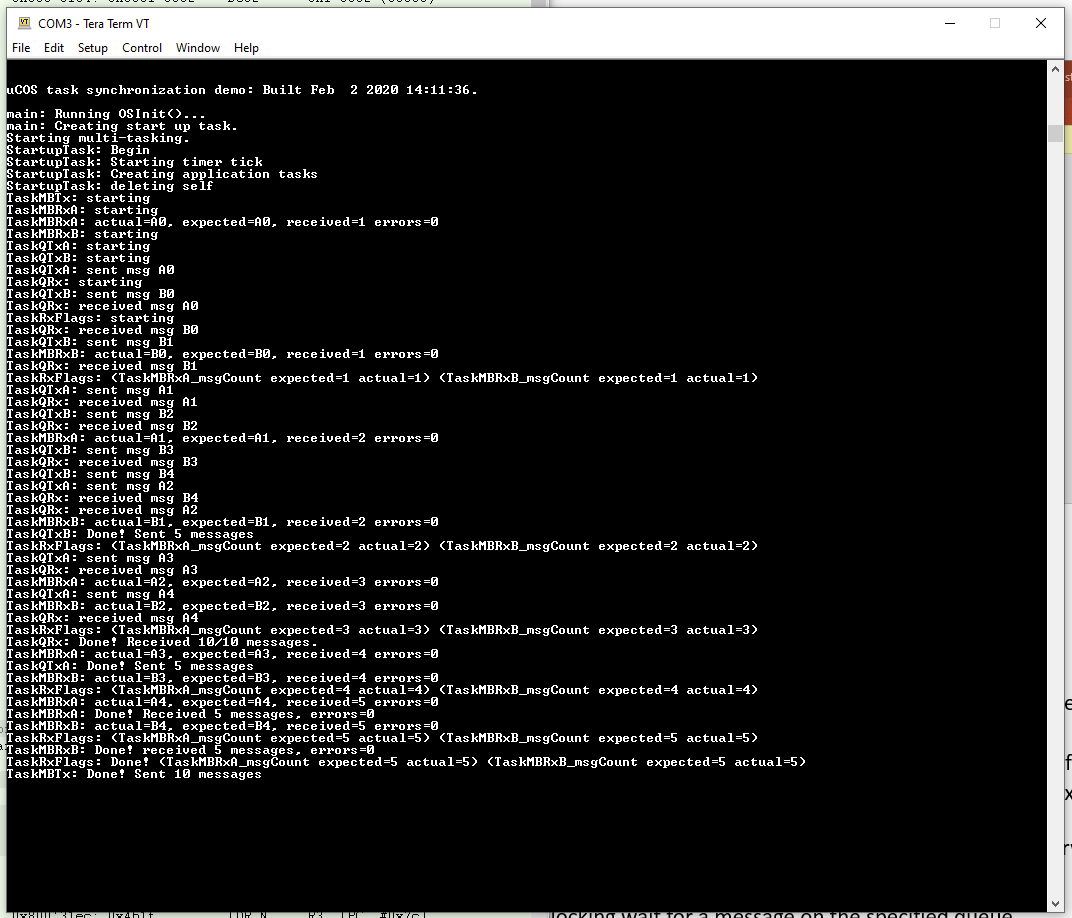 COM3 - Tera Term VT
File Edit Setup Control Window Help
uCOS task synchronization demo: Built Feb  2 2020 14:11:36.
main: Running OSInit()...
main: Creating start up task.
Starting multi-tasking.
StartupTask: Begin
StartupTask: Starting timer tick
StartupTask: Creating application tasks
StartupTask: deleting self
TaskMBTx: starting
TaskMBRxA: starting
TaskMBRxA: actual=A0, expected=A0, received=1 errors=0
TaskMBRxB: starting
TaskQTxA: starting
TaskQTxB: starting
TaskQTxA: sent msg A0
TaskQRx: starting
TaskQTxB: sent msg B0
TaskQRx: received msg A0
TaskRxFlags: starting
TaskQRx: received msg B0
TaskQTxB: sent msg B1
TaskMBRxB: actual=B0, expected=B0, received=1 errors=0
TaskQRx: received msg B1
TaskRxFlags: (TaskMBRxA_msgCount expected=1 actual=1) (TaskMBRxB_msgCount expected=1 actual=1)
TaskQTxA: sent msg A1
TaskQRx: received msg A1
TaskQTxB: sent msg B2
TaskQRx: received msg B2
TaskMBRxA: actual=A1, expected=A1, received=2 errors=0
TaskQTxB: sent msg B3
TaskQRx: received msg B3
TaskQTxB: sent msg B4
TaskQTxA: sent msg A2
TaskQRx: received msg B4
TaskQRx: received msg A2
TaskMBRxB: actual=B1, expected=B1, received=2 errors=0
TaskQTxB: Done! Sent 5 messages
TaskRxFlags: (TaskMBRxA_msgCount expected=2 actual=2) (TaskMBRxB_msgCount expected=2 actual=2)
TaskQTxA: sent msg A3
TaskQRx: received msg A3
TaskMBRxA: actual=A2, expected=A2, received=3 errors=0
TaskQTxA: sent msg A4
TaskMBRxB: actual=B2, expected=B2, received=3 errors=0
TaskQRx: received msg A4
TaskRxFlags: (TaskMBRxA_msgCount expected=3 actual=3) (TaskMBRxB_msgCount expected=3 actual=3)
TaskQRx: Done! Received 10/10 messages.
TaskMBRxA: actual=A3, expected=A3, received=4 errors=0
TaskQTxA: Done! Sent 5 messages
TaskMBRxB: actual=B3, expected=B3, received=4 errors=0
TaskRxFlags: (TaskMBRxA_msgCount expected=4 actual=4) (TaskMBRxB_msgCount expected=4 actual=4)
TaskMBRxA: actual=A4, expected=A4, received=5 errors=0
TaskMBRxA: Done! Received 5 messages, errors=0
TaskMBRxB: actual=B4, expected=B4, received=5 errors=0
TaskRxFlags: (TaskMBRxA_msgCount expected=5 actual=5) (TaskMBRxB_msgCount expected=5 actual=5)
TaskMBRxB: Done! received 5 messages, errors=0
TaskRxFlags: Done! (TaskMBRxA_msgCount expected=5 actual=5) (TaskMBRxB_msgCount expected=5 actual=5)
TaskMBTx: Done! Sent 10 messages
locking wait for a message on the specified queue